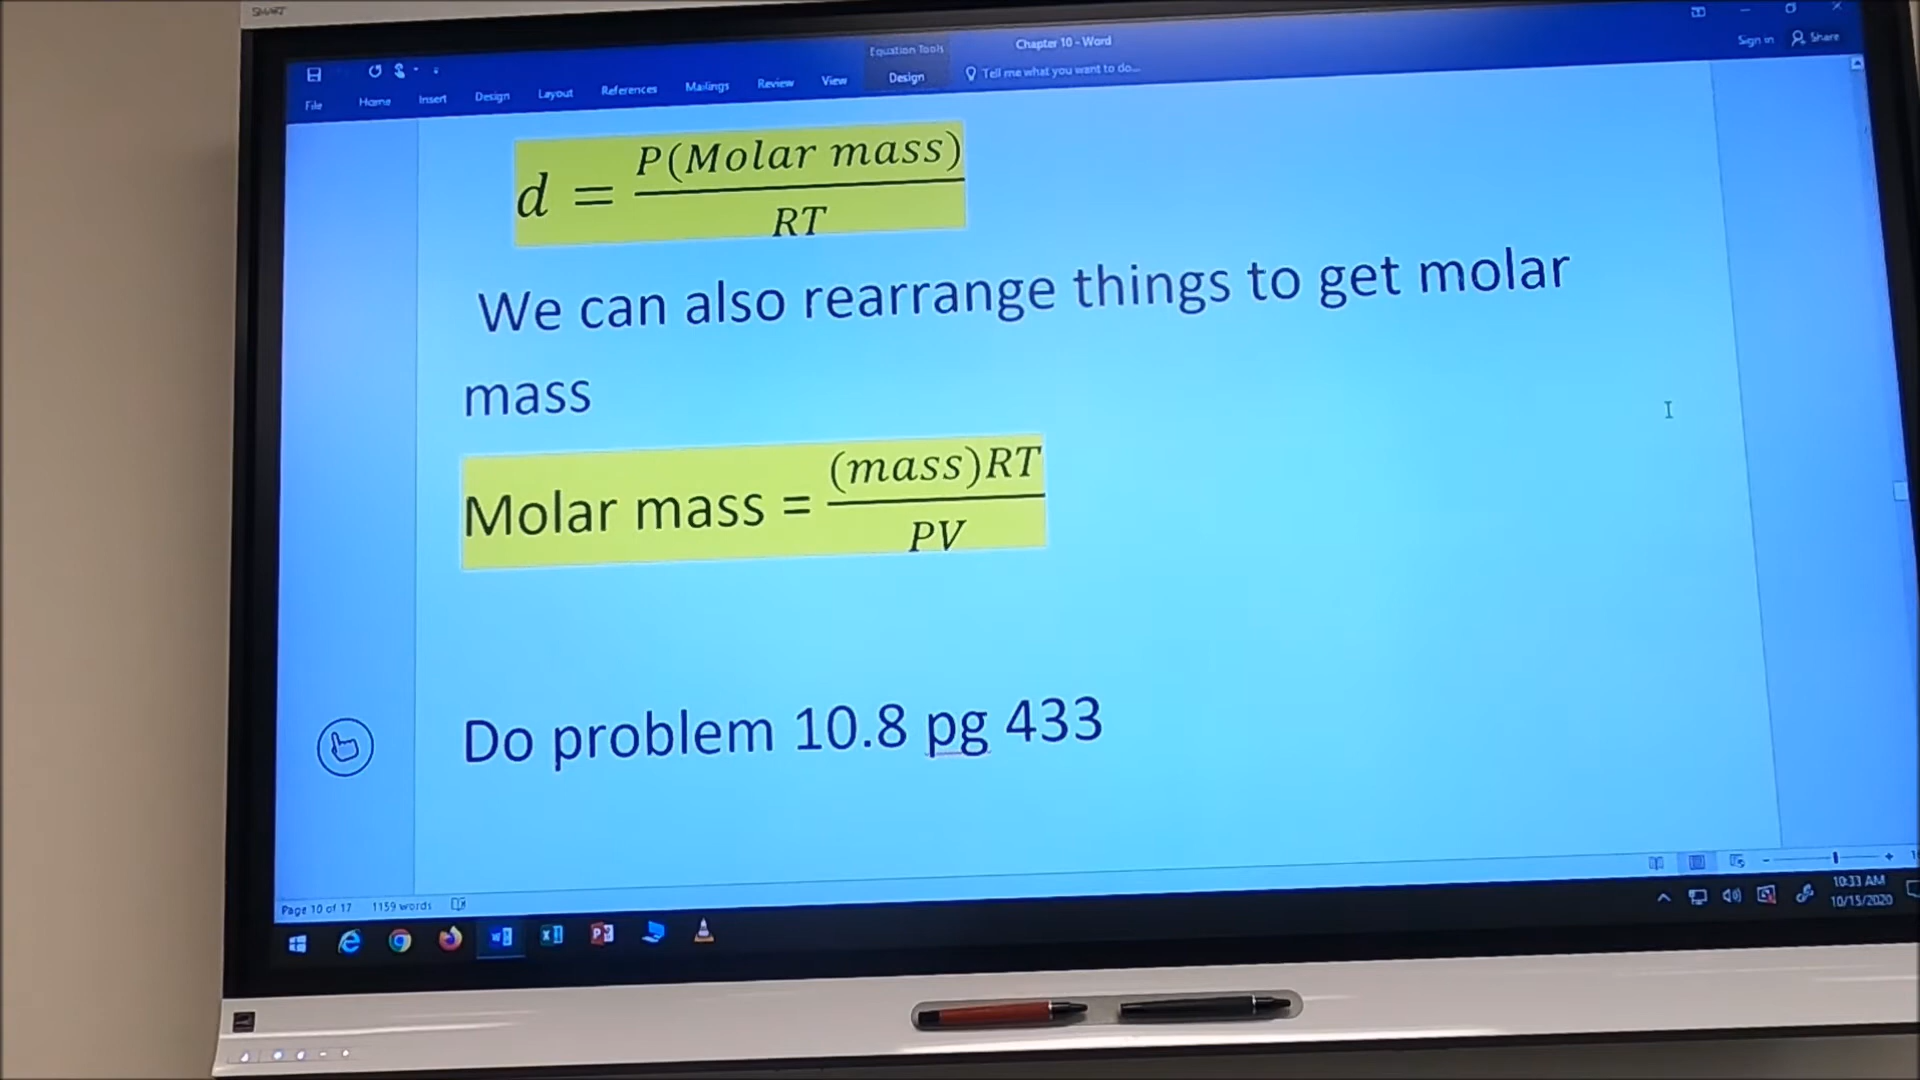 SMART
Equation Tools
Chapter 10 - Word
Sign in Share
File Home Insert Design Layout References Mailings Review View Design Tell me what you want to do...
d = P(Molar mass) / RT
We can also rearrange things to get molar
mass
Molar mass = (mass)RT / PV
Do problem 10.8 pg 433
Page 10 of 17 1159 words
10:33 AM
10/15/2020